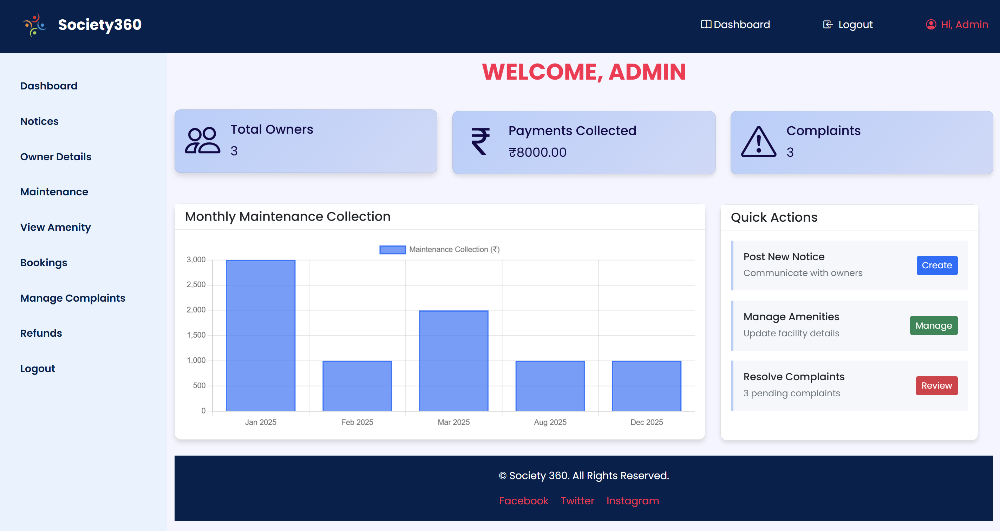 Society360
Dashboard
Logout
Hi, Admin
Dashboard
Notices
Owner Details
Maintenance
View Amenity
Bookings
Manage Complaints
Refunds
Logout
WELCOME, ADMIN
Total Owners
3
₹
Payments Collected
₹8000.00
Complaints
3
Monthly Maintenance Collection
Maintenance Collection (₹)
3,000
2,500
2,000
1,500
1,000
500
0
Jan 2025
Feb 2025
Mar 2025
Aug 2025
Dec 2025
Quick Actions
Post New Notice
Communicate with owners
Create
Manage Amenities
Update facility details
Manage
Resolve Complaints
3 pending complaints
Review
© Society 360. All Rights Reserved.
Facebook Twitter Instagram